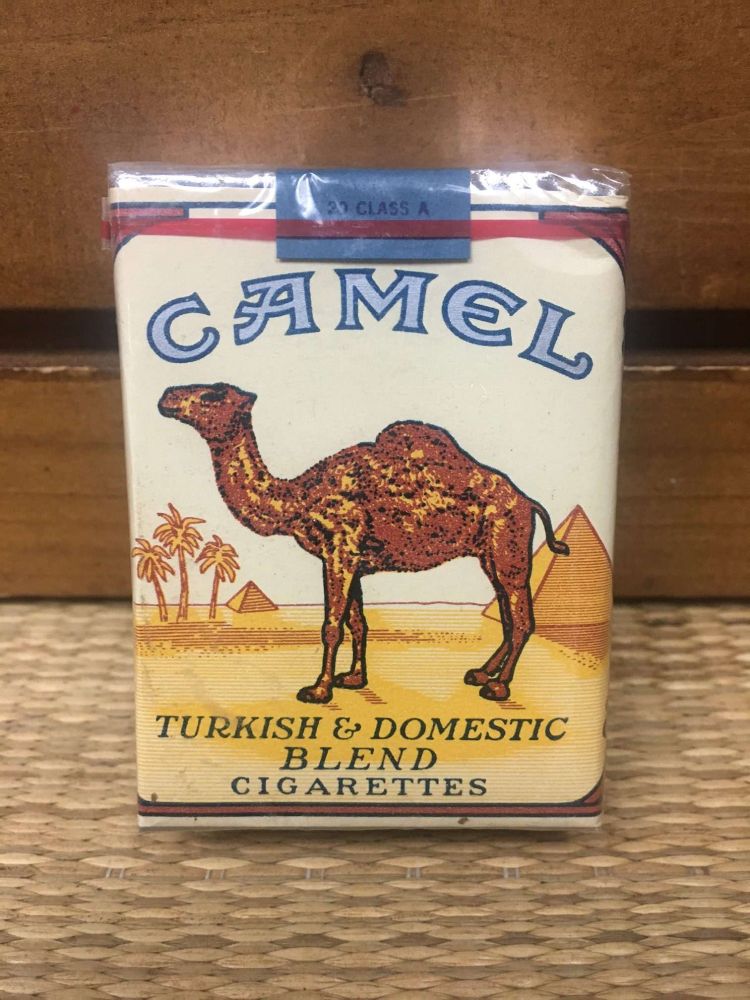 20 CLASS A
CAMEL
TURKISH & DOMESTIC
BLEND
CIGARETTES